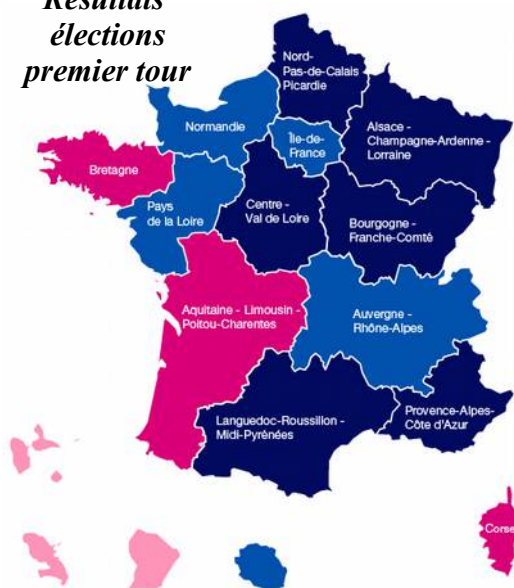 Résultats
élections
premier tour
Nord-
Pas-de-Calais
Picardie
Normandie
Île-de-
France
Alsace -
Champagne-Ardenne -
Lorraine
Bretagne
Pays
de la Loire
Centre -
Val de Loire
Bourgogne -
Franche-Comté
Aquitaine - Limousin -
Poitou-Charentes
Auvergne -
Rhône-Alpes
Languedoc-Roussillon -
Midi-Pyrénées
Provence-Alpes-
Côte d'Azur
Corse